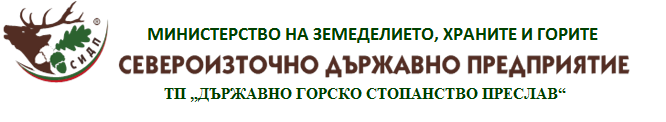 МИНИСТЕРСТВО НА ЗЕМЕДЕЛИЕТО, ХРАНИТЕ И ГОРИТЕ
СЕВЕРОИЗТОЧНО ДЪРЖАВНО ПРЕДПРИЯТИЕ
ТП „ДЪРЖАВНО ГОРСКО СТОПАНСТВО ПРЕСЛАВ“
СИДП
®